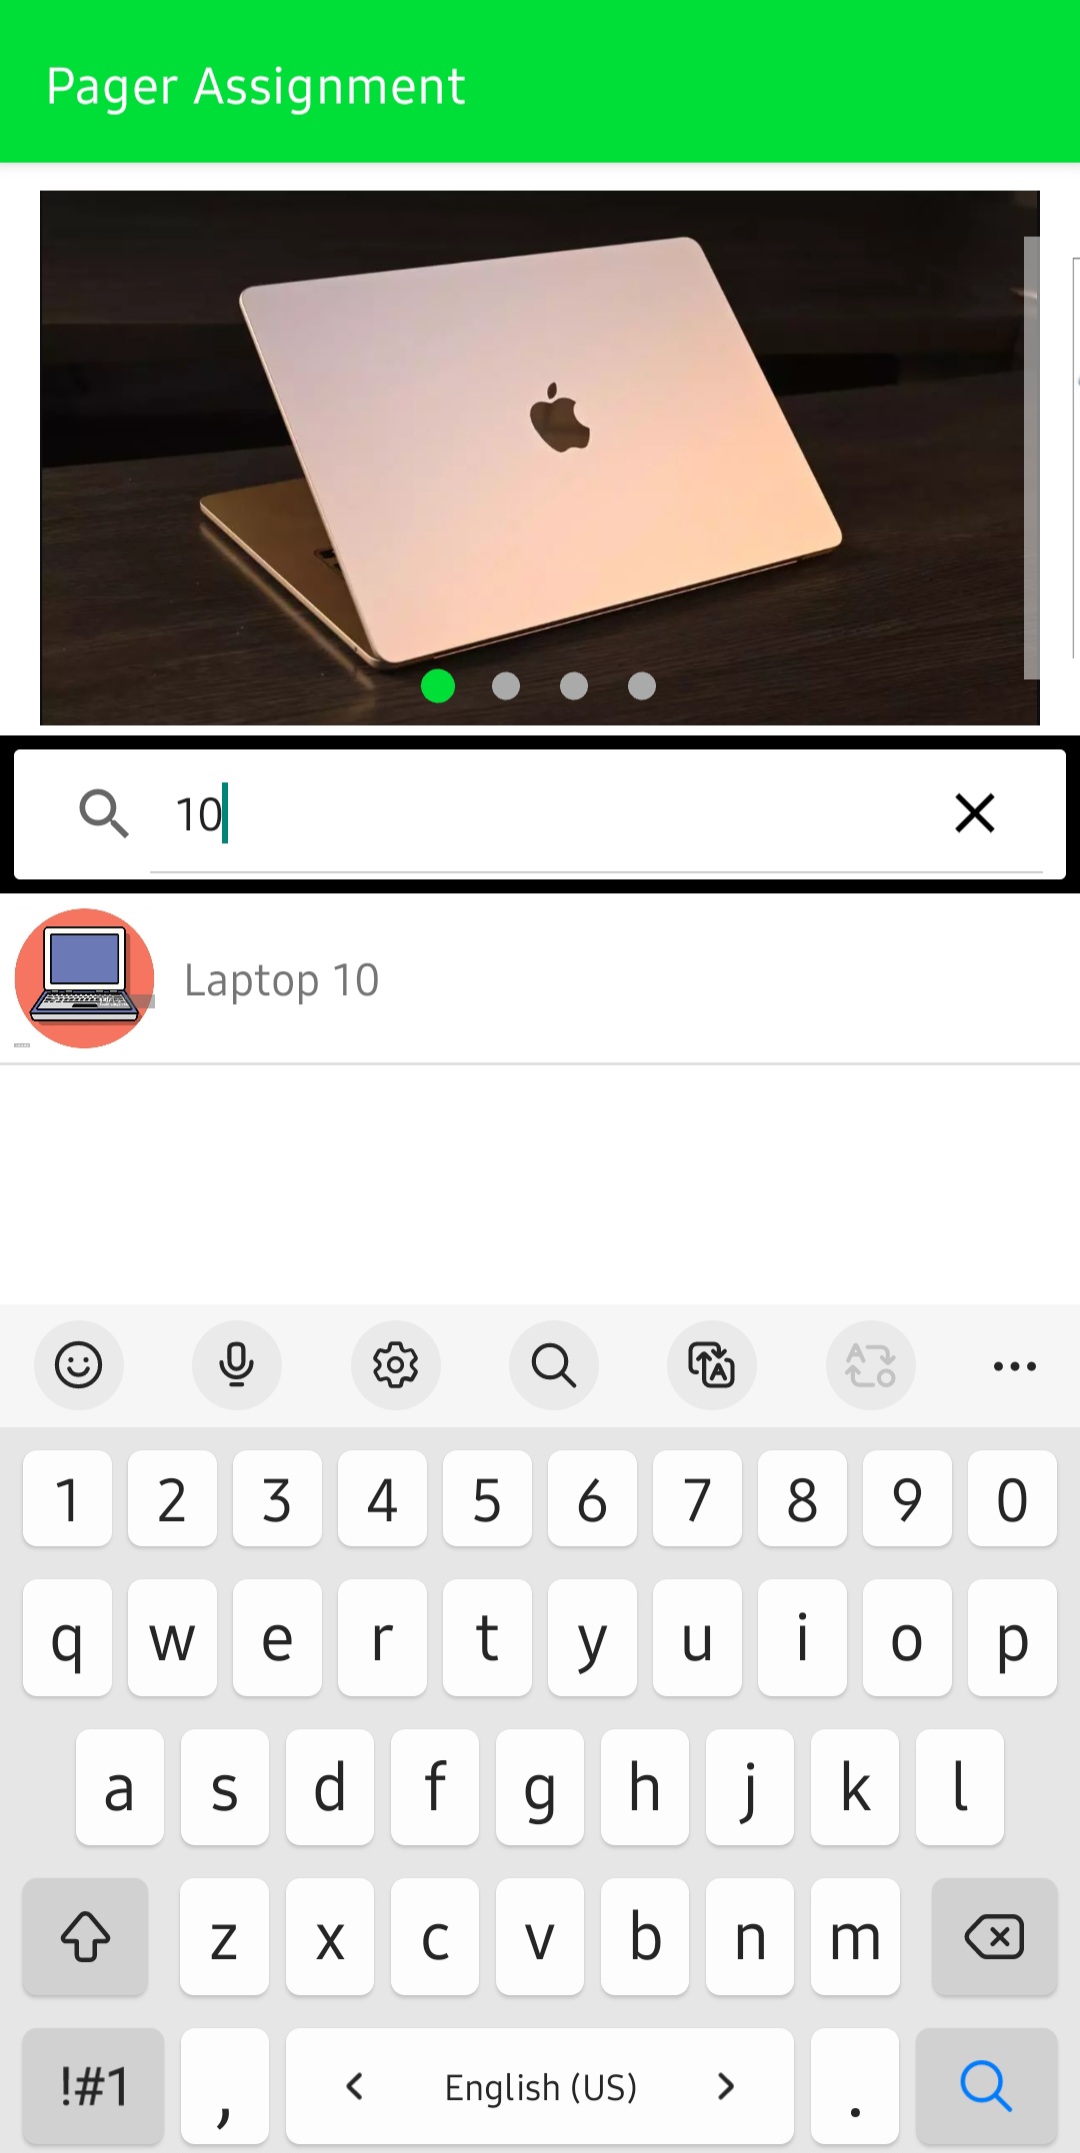 Pager Assignment
10
Laptop 10
1 2 3 4 5 6 7 8 9 0
q w e r t y u i o p
a s d f g h j k l
z x c v b n m
!#1 , < English (US) > .